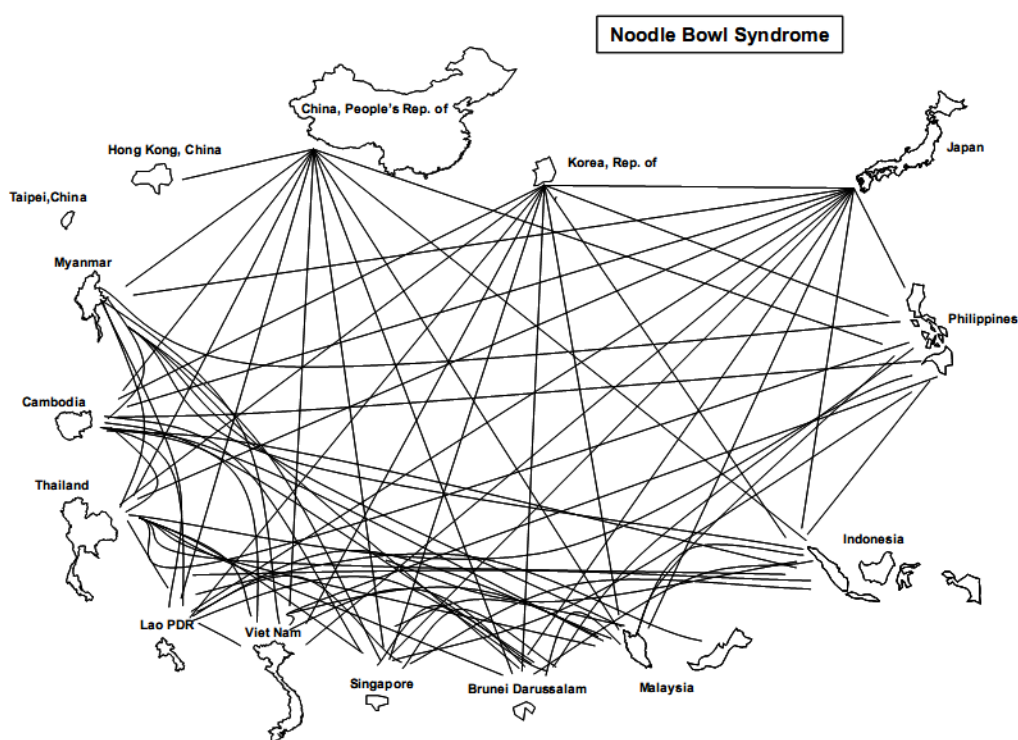 Noodle Bowl Syndrome
China, People's Rep. of
Hong Kong, China
Korea, Rep. of
Japan
Taipei,China
Myanmar
Philippines
Cambodia
Thailand
Indonesia
Lao PDR
Viet Nam
Singapore
Brunei Darussalam
Malaysia